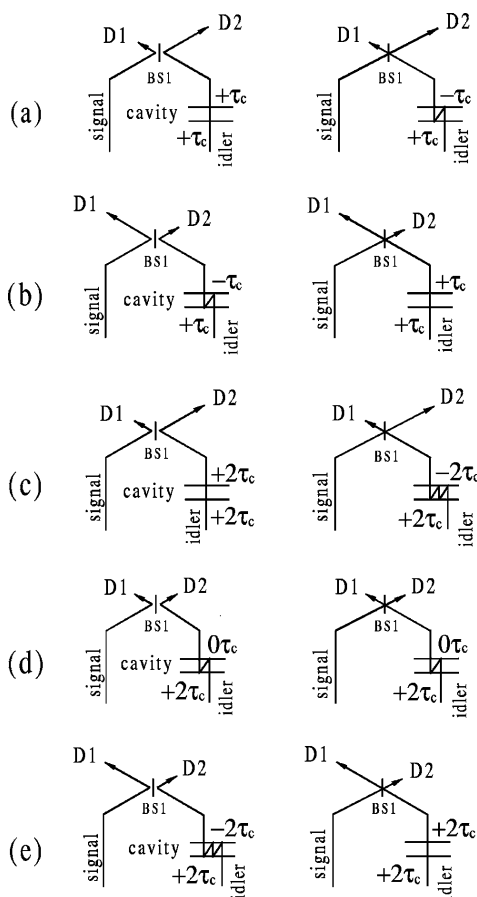 D1 D2 D1 D2
BS1 BS1
(a) signal cavity +τc +τc idler signal −τc +τc idler
D1 D2 D1 D2
BS1 BS1
(b) signal cavity −τc +τc idler signal +τc +τc idler
D1 D2 D1 D2
BS1 BS1
(c) signal cavity +2τc +2τc idler signal −2τc +2τc idler
D1 D2 D1 D2
BS1 BS1
(d) signal cavity 0τc +2τc idler signal 0τc +2τc idler
D1 D2 D1 D2
BS1 BS1
(e) signal cavity −2τc +2τc idler signal +2τc +2τc idler